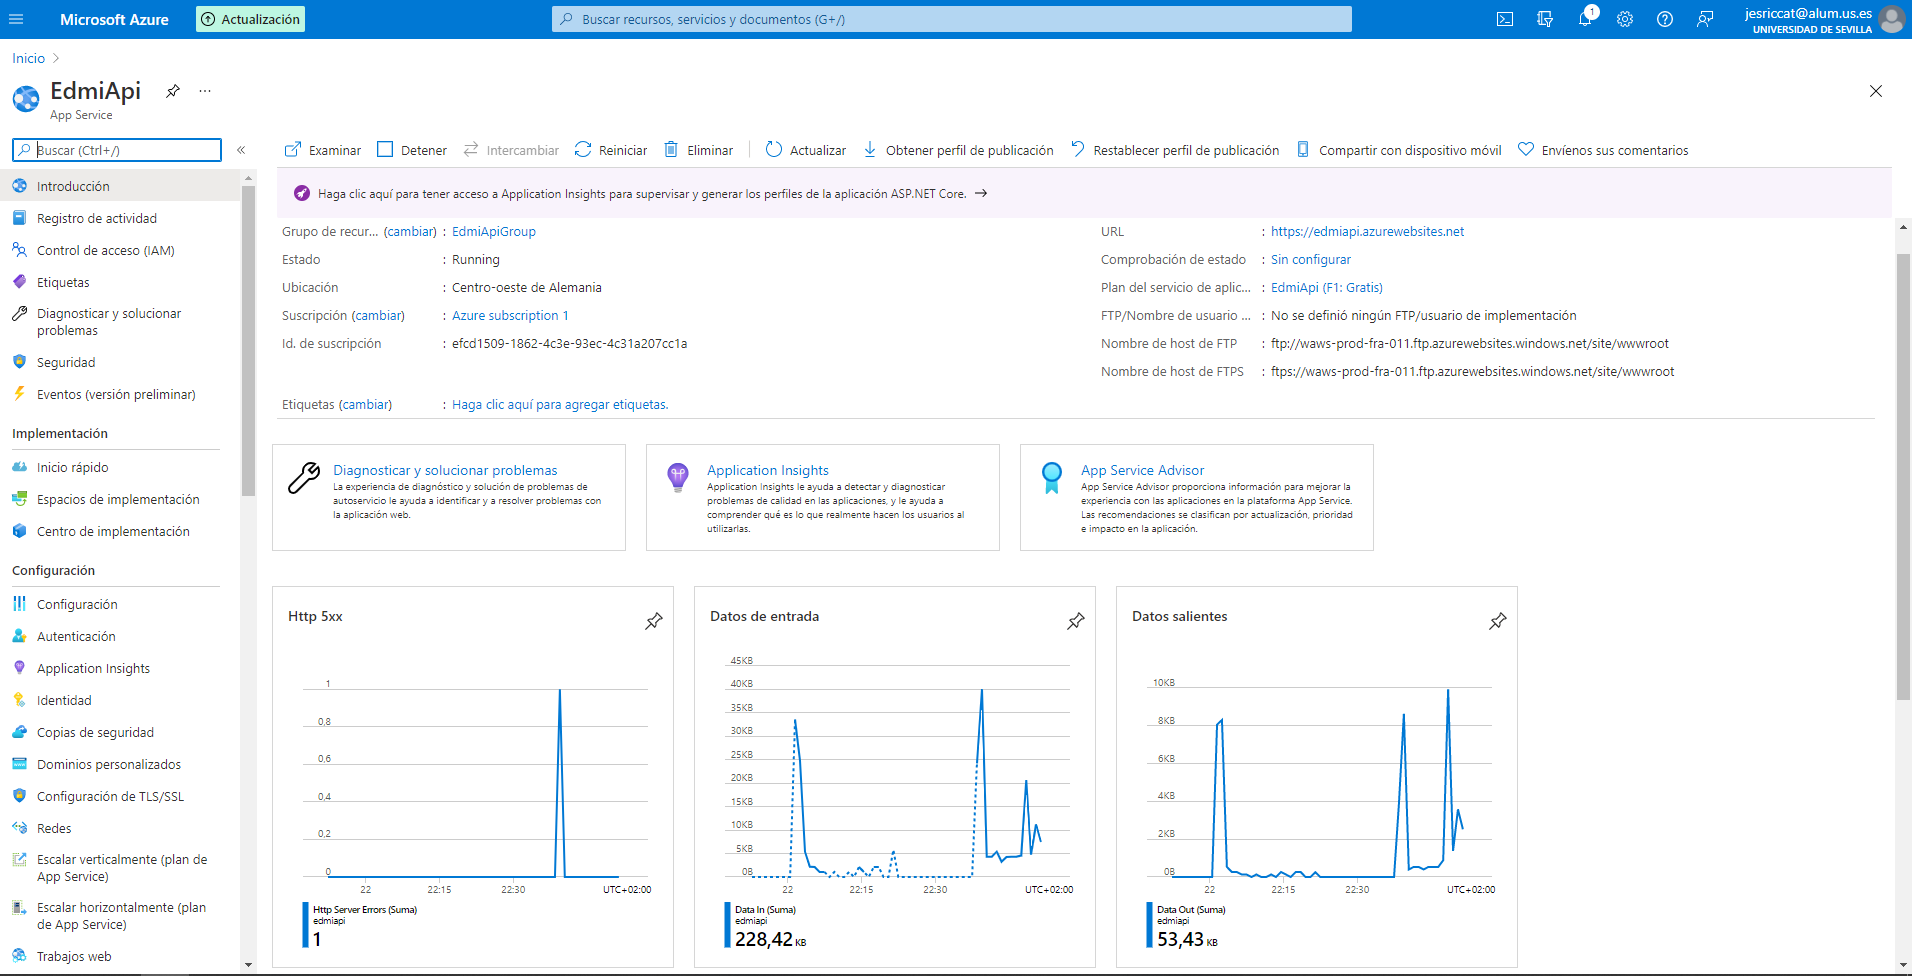 Microsoft Azure
Actualización
Buscar recursos, servicios y documentos (G+/)
1
jesriccat@alum.us.es
UNIVERSIDAD DE SEVILLA
Inicio
EdmiApi
...
App Service
Buscar (Ctrl+/)
«
Introducción
Registro de actividad
Control de acceso (IAM)
Etiquetas
Diagnosticar y solucionar
problemas
Seguridad
Eventos (versión preliminar)
Implementación
Inicio rápido
Espacios de implementación
Centro de implementación
Configuración
Configuración
Autenticación
Application Insights
Identidad
Copias de seguridad
Dominios personalizados
Configuración de TLS/SSL
Redes
Escalar verticalmente (plan de
App Service)
Escalar horizontalmente (plan
de App Service)
Trabajos web
Examinar Detener Intercambiar Reiniciar Eliminar Actualizar Obtener perfil de publicación Restablecer perfil de publicación Compartir con dispositivo móvil Envíenos sus comentarios
Haga clic aquí para tener acceso a Application Insights para supervisar y generar los perfiles de la aplicación ASP.NET Core. →
Grupo de recur... (cambiar) : EdmiApiGroup
Estado : Running
Ubicación : Centro-oeste de Alemania
Suscripción (cambiar) : Azure subscription 1
Id. de suscripción : efcd1509-1862-4c3e-93ec-4c31a207cc1a
Etiquetas (cambiar) : Haga clic aquí para agregar etiquetas.
URL : https://edmiapi.azurewebsites.net
Comprobación de estado : Sin configurar
Plan del servicio de aplic... : EdmiApi (F1: Gratis)
FTP/Nombre de usuario ... : No se definió ningún FTP/usuario de implementación
Nombre de host de FTP : ftp://waws-prod-fra-011.ftp.azurewebsites.windows.net/site/wwwroot
Nombre de host de FTPS : ftps://waws-prod-fra-011.ftp.azurewebsites.windows.net/site/wwwroot
Diagnosticar y solucionar problemas
La experiencia de diagnóstico y solución de problemas de
autoservicio le ayuda a identificar y a resolver problemas con
la aplicación web.
Application Insights
Application Insights le ayuda a detectar y diagnosticar
problemas de calidad en las aplicaciones, y le ayuda a
comprender qué es lo que realmente hacen los usuarios al
utilizarlas.
App Service Advisor
App Service Advisor proporciona información para mejorar la
experiencia con las aplicaciones en la plataforma App Service.
Las recomendaciones se clasifican por actualización, prioridad
e impacto en la aplicación.
Http 5xx
1
0,8
0,6
0,4
0,2
0
22 22:15 22:30 UTC+02:00
Http Server Errors (Suma)
edmiapi
1
Datos de entrada
45KB
40KB
35KB
30KB
25KB
20KB
15KB
10KB
5KB
0B
22 22:15 22:30 UTC+02:00
Data In (Suma)
edmiapi
228,42 KB
Datos salientes
10KB
8KB
6KB
4KB
2KB
0B
22 22:15 22:30 UTC+02:00
Data Out (Suma)
edmiapi
53,43 KB